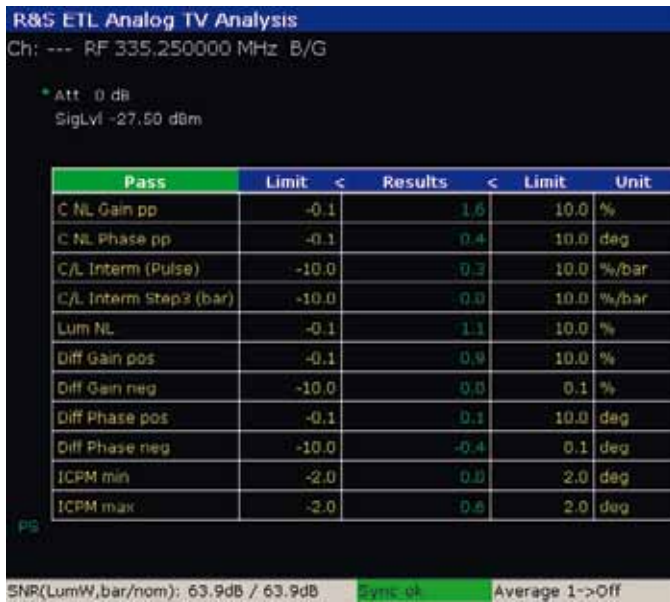 R&S ETL Analog TV Analysis
Ch: --- RF 335.250000 MHz B/G
* Att 0 dB
SigLvl -27.50 dBm
Pass Limit < Results < Limit Unit
C NL Gain pp -0.1 1.6 10.0 %
C NL Phase pp -0.1 0.4 10.0 deg
C/L Interm (Pulse) -10.0 0.3 10.0 %/bar
C/L Interm Step3 (bar) -10.0 0.0 10.0 %/bar
Lum NL -0.1 1.1 10.0 %
Diff Gain pos -0.1 0.9 10.0 %
Diff Gain neg -10.0 0.0 0.1 %
Diff Phase pos -0.1 0.1 10.0 deg
Diff Phase neg -10.0 -0.4 0.1 deg
ICPM min -2.0 0.0 2.0 deg
ICPM max -2.0 0.6 2.0 deg
PS
SNR(LumW,bar/nom): 63.9dB / 63.9dB Sync ok Average 1->Off